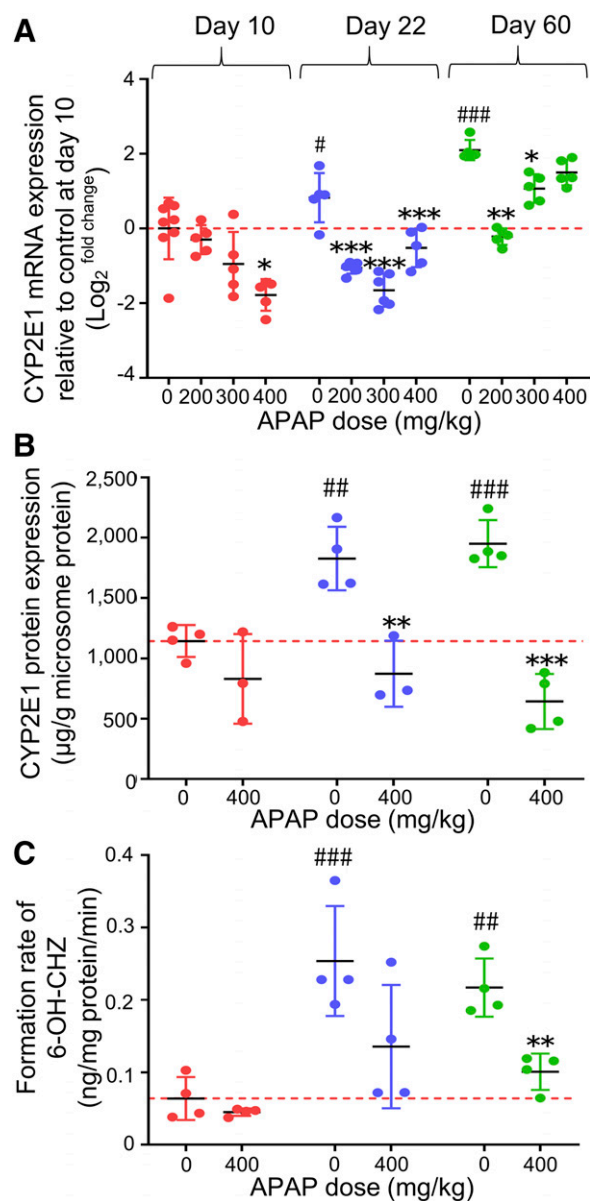 A
Day 10 Day 22 Day 60
CYP2E1 mRNA expression
relative to control at day 10
(Log2 fold change)
4
2
0
-2
-4
*
#
***
***
***
###
**
*
0 200 300 400 0 200 300 400 0 200 300 400
APAP dose (mg/kg)
B
CYP2E1 protein expression
(µg/g microsome protein)
2,500
2,000
1,500
1,000
500
0
##
**
###
***
0 400 0 400 0 400
APAP dose (mg/kg)
C
Formation rate of
6-OH-CHZ
(ng/mg protein/min)
0.4
0.3
0.2
0.1
0
###
##
**
0 400 0 400 0 400
APAP dose (mg/kg)